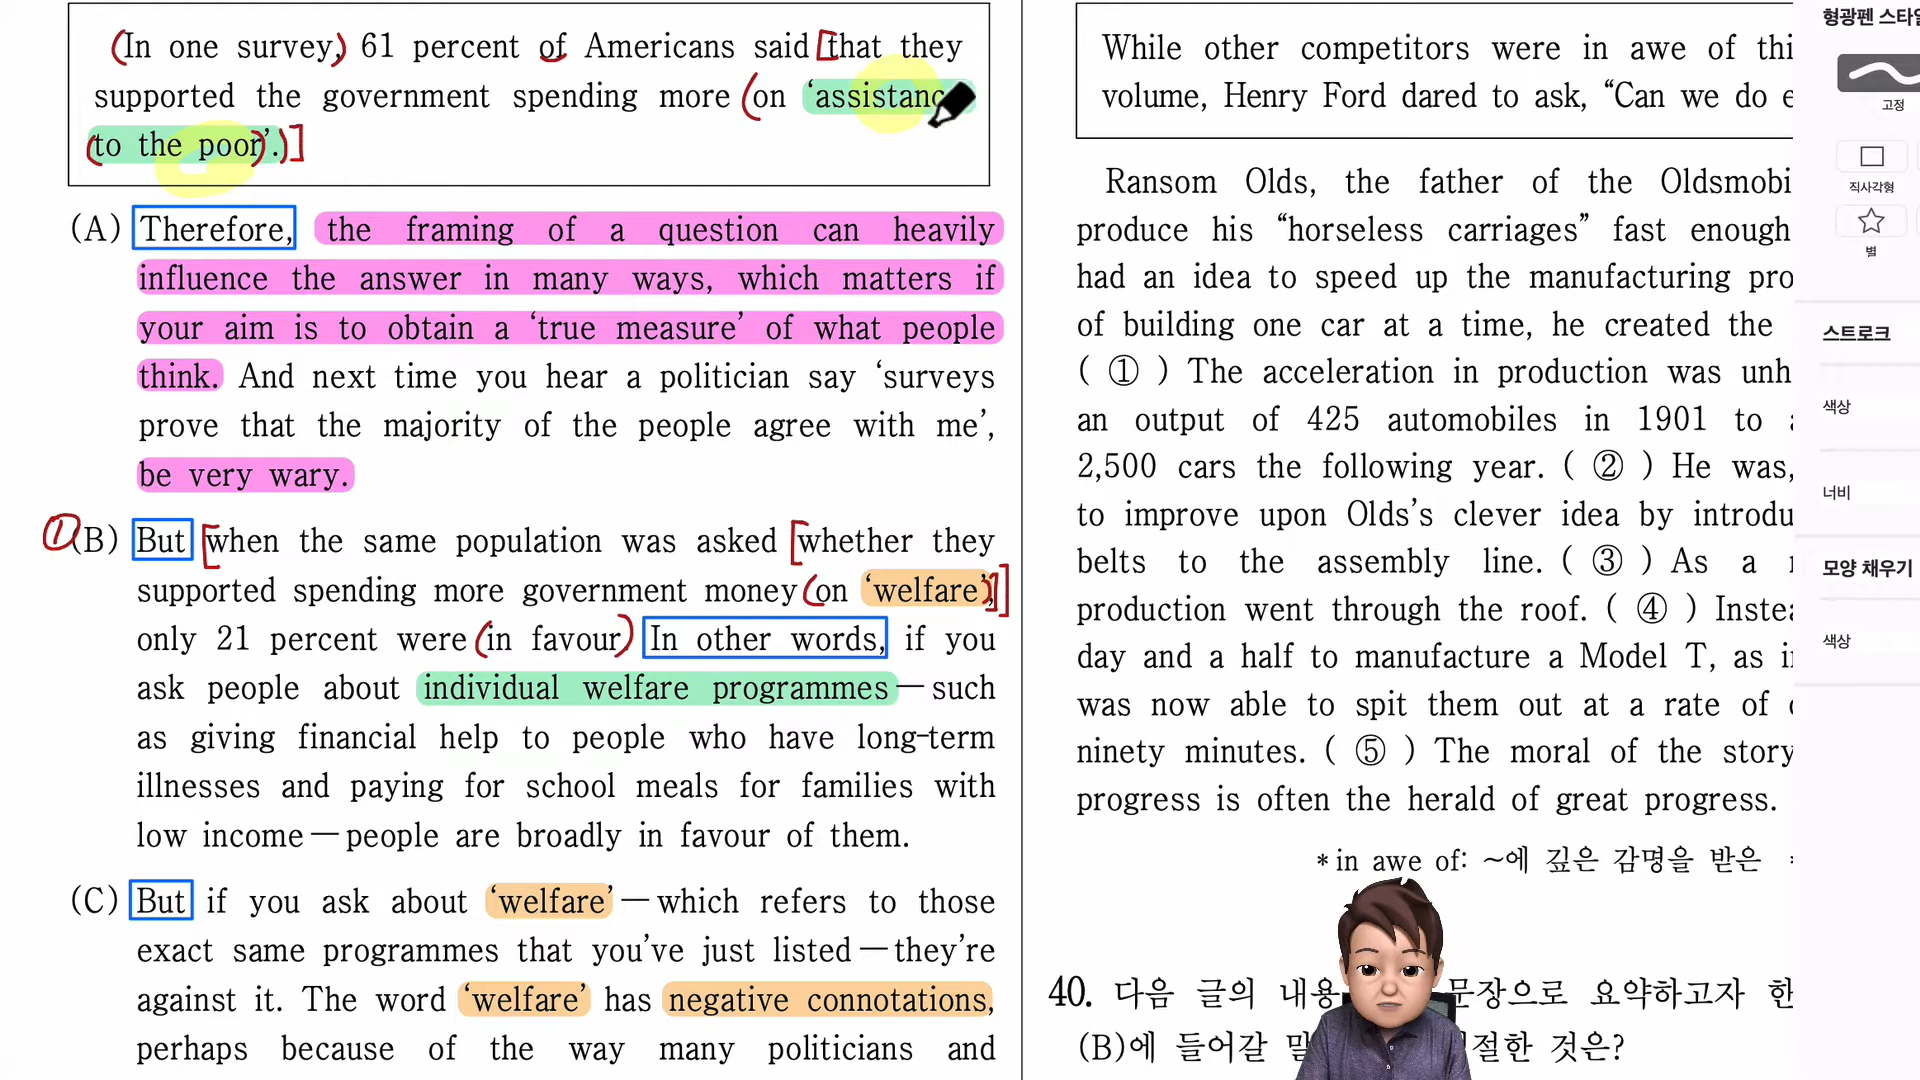 In one survey, 61 percent of Americans said that they
supported the government spending more on ‘assistance
to the poor’.
(A) Therefore, the framing of a question can heavily
influence the answer in many ways, which matters if
your aim is to obtain a ‘true measure’ of what people
think. And next time you hear a politician say ‘surveys
prove that the majority of the people agree with me’,
be very wary.
① (B) But when the same population was asked whether they
supported spending more government money on ‘welfare’,
only 21 percent were in favour. In other words, if you
ask people about individual welfare programmes—such
as giving financial help to people who have long-term
illnesses and paying for school meals for families with
low income—people are broadly in favour of them.
(C) But if you ask about ‘welfare’—which refers to those
exact same programmes that you’ve just listed—they’re
against it. The word ‘welfare’ has negative connotations,
perhaps because of the way many politicians and
While other competitors were in awe of
volume, Henry Ford dared to ask, “Can we do
Ransom Olds, the father of the
produce his “horseless carriages” fast enough
had an idea to speed up the manufacturing
of building one car at a time, he created the
( ① ) The acceleration in production was
an output of 425 automobiles in 1901 to
2,500 cars the following year. ( ② ) He was,
to improve upon Olds’s clever idea by
belts to the assembly line. ( ③ ) As a
production went through the roof. ( ④ )
day and a half to manufacture a Model T, as
was now able to spit them out at a rate of
ninety minutes. ( ⑤ ) The moral of the story
progress is often the herald of great progress.
*in awe of: ~에 깊은 감명을 받은
40. 다음 글의 내용 문장으로 요약하고자 한
(B)에 들어갈 말 절한 것은?
형광펜 스타일
고정
직사각형
별
스트로크
색상
너비
모양 채우기
색상